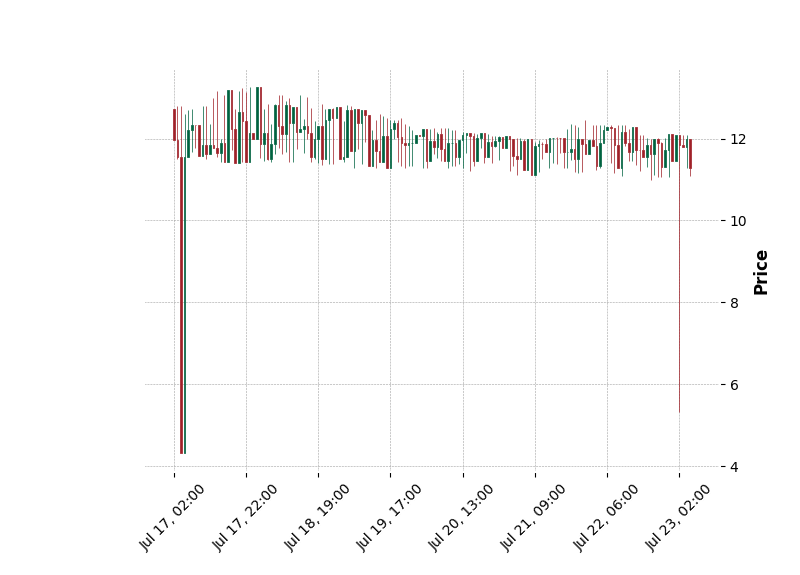 12
10
8
6
4
Price
Jul 17, 02:00
Jul 17, 22:00
Jul 18, 19:00
Jul 19, 17:00
Jul 20, 13:00
Jul 21, 09:00
Jul 22, 06:00
Jul 23, 02:00